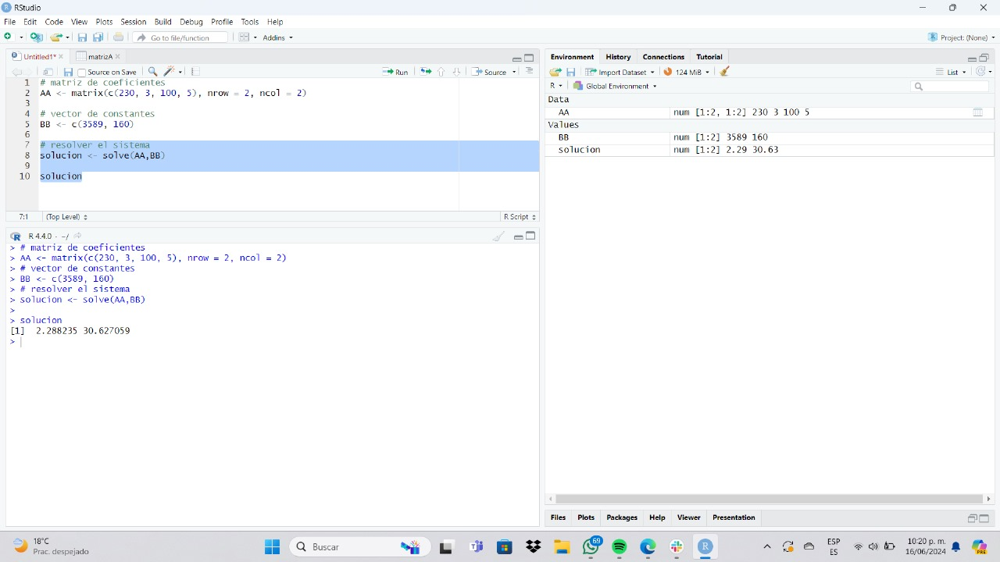 RStudio
File Edit Code View Plots Session Build Debug Profile Tools Help
Go to file/function Addins Project: (None)
Untitled1* matrizA
Source on Save Run Source
1 # matriz de coeficientes
2 AA <- matrix(c(230, 3, 100, 5), nrow = 2, ncol = 2)
3
4 # vector de constantes
5 BB <- c(3589, 160)
6
7 # resolver el sistema
8 solucion <- solve(AA,BB)
9
10 solucion
7:1 (Top Level) R Script
R 4.4.0 · ~/
> # matriz de coeficientes
> AA <- matrix(c(230, 3, 100, 5), nrow = 2, ncol = 2)
> # vector de constantes
> BB <- c(3589, 160)
> # resolver el sistema
> solucion <- solve(AA,BB)
>
> solucion
[1] 2.288235 30.627059
>
Environment History Connections Tutorial
Import Dataset 124 MiB List
R Global Environment
Data
AA num [1:2, 1:2] 230 3 100 5
Values
BB num [1:2] 3589 160
solucion num [1:2] 2.29 30.63
Files Plots Packages Help Viewer Presentation
18°C
Prac. despejado
Buscar
69
ESP
ES
10:20 p. m.
16/06/2024
PRE